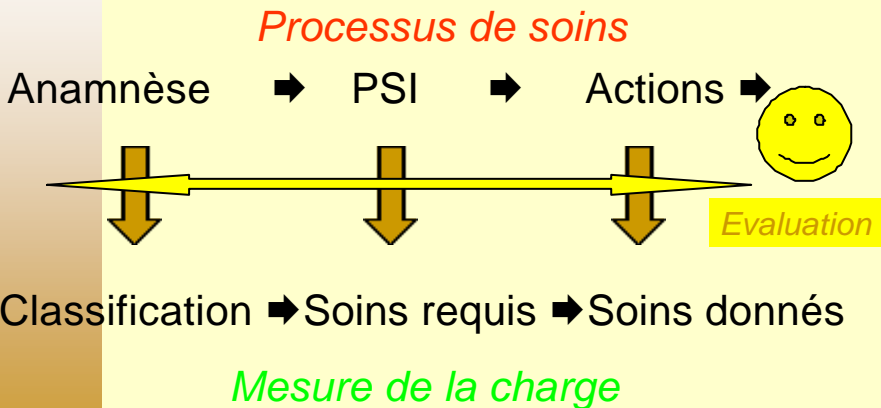 Processus de soins
Anamnèse ➨ PSI ➨ Actions ➨
Evaluation
Classification ➨ Soins requis ➨ Soins donnés
Mesure de la charge